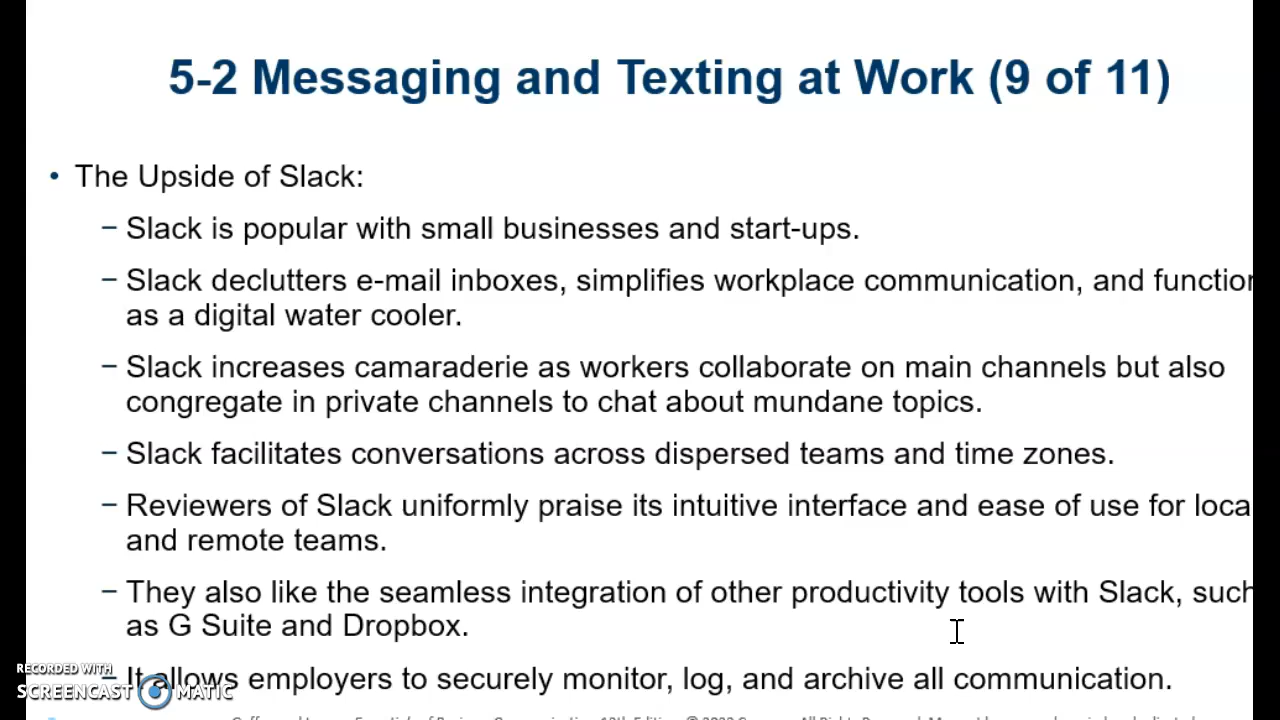 5-2 Messaging and Texting at Work (9 of 11)
• The Upside of Slack:
– Slack is popular with small businesses and start-ups.
– Slack declutters e-mail inboxes, simplifies workplace communication, and function
as a digital water cooler.
– Slack increases camaraderie as workers collaborate on main channels but also
congregate in private channels to chat about mundane topics.
– Slack facilitates conversations across dispersed teams and time zones.
– Reviewers of Slack uniformly praise its intuitive interface and ease of use for loca
and remote teams.
– They also like the seamless integration of other productivity tools with Slack, such
as G Suite and Dropbox.
– It allows employers to securely monitor, log, and archive all communication.
RECORDED WITH
SCREENCAST MATIC